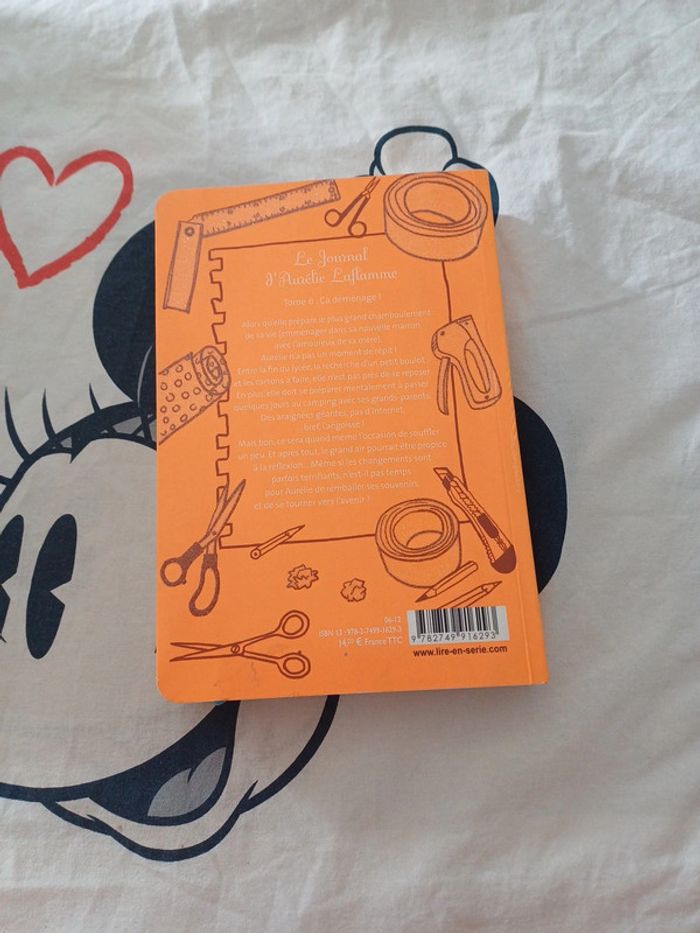 Le Journal
d'Aurélie Laflamme
Tome 6 : Ça déménage !
Alors qu'elle prépare le plus grand chamboulement
de sa vie (emménager dans sa nouvelle maison
avec l'amoureux de sa mère),
Aurélie n'a pas un moment de répit !
Entre la fin du lycée, la recherche d'un petit boulot
et les cartons à faire, elle n'est pas près de se reposer.
En plus, elle doit se préparer mentalement à passer
quelques jours au camping avec ses grands-parents.
Des araignées géantes, pas d'Internet,
... bref, l'angoisse !
Mais bon, ce sera quand même l'occasion de souffler
un peu. Et après tout, le grand air pourrait être propice
à la réflexion... Même si les changements sont
parfois terrifiants, n'est-il pas temps
pour Aurélie de remballer ses souvenirs,
et de se tourner vers l'avenir ?
06-12
ISBN 13 : 978-2-7499-1629-3
14,20 € France TTC
9 782749 916293
www.lire-en-serie.com